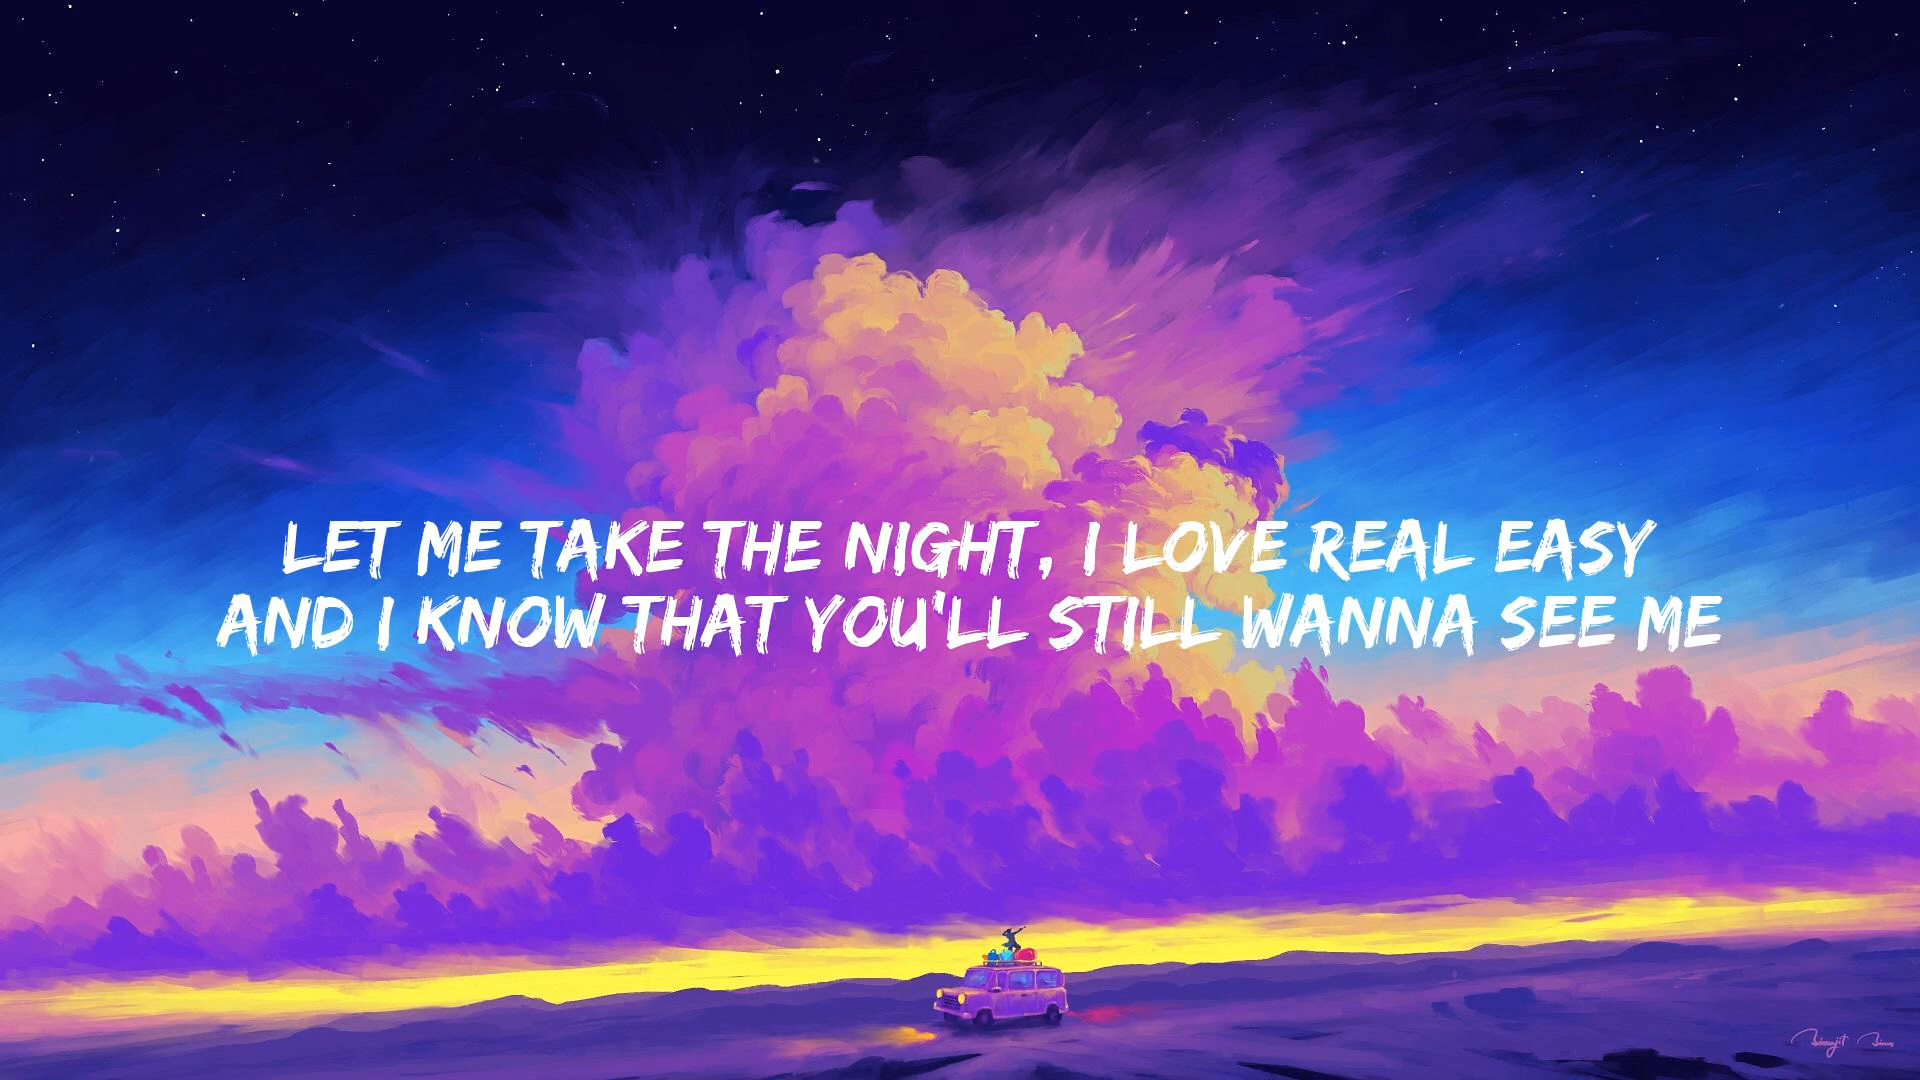 LET ME TAKE THE NIGHT, I LOVE REAL EASY
AND I KNOW THAT YOU'LL STILL WANNA SEE ME